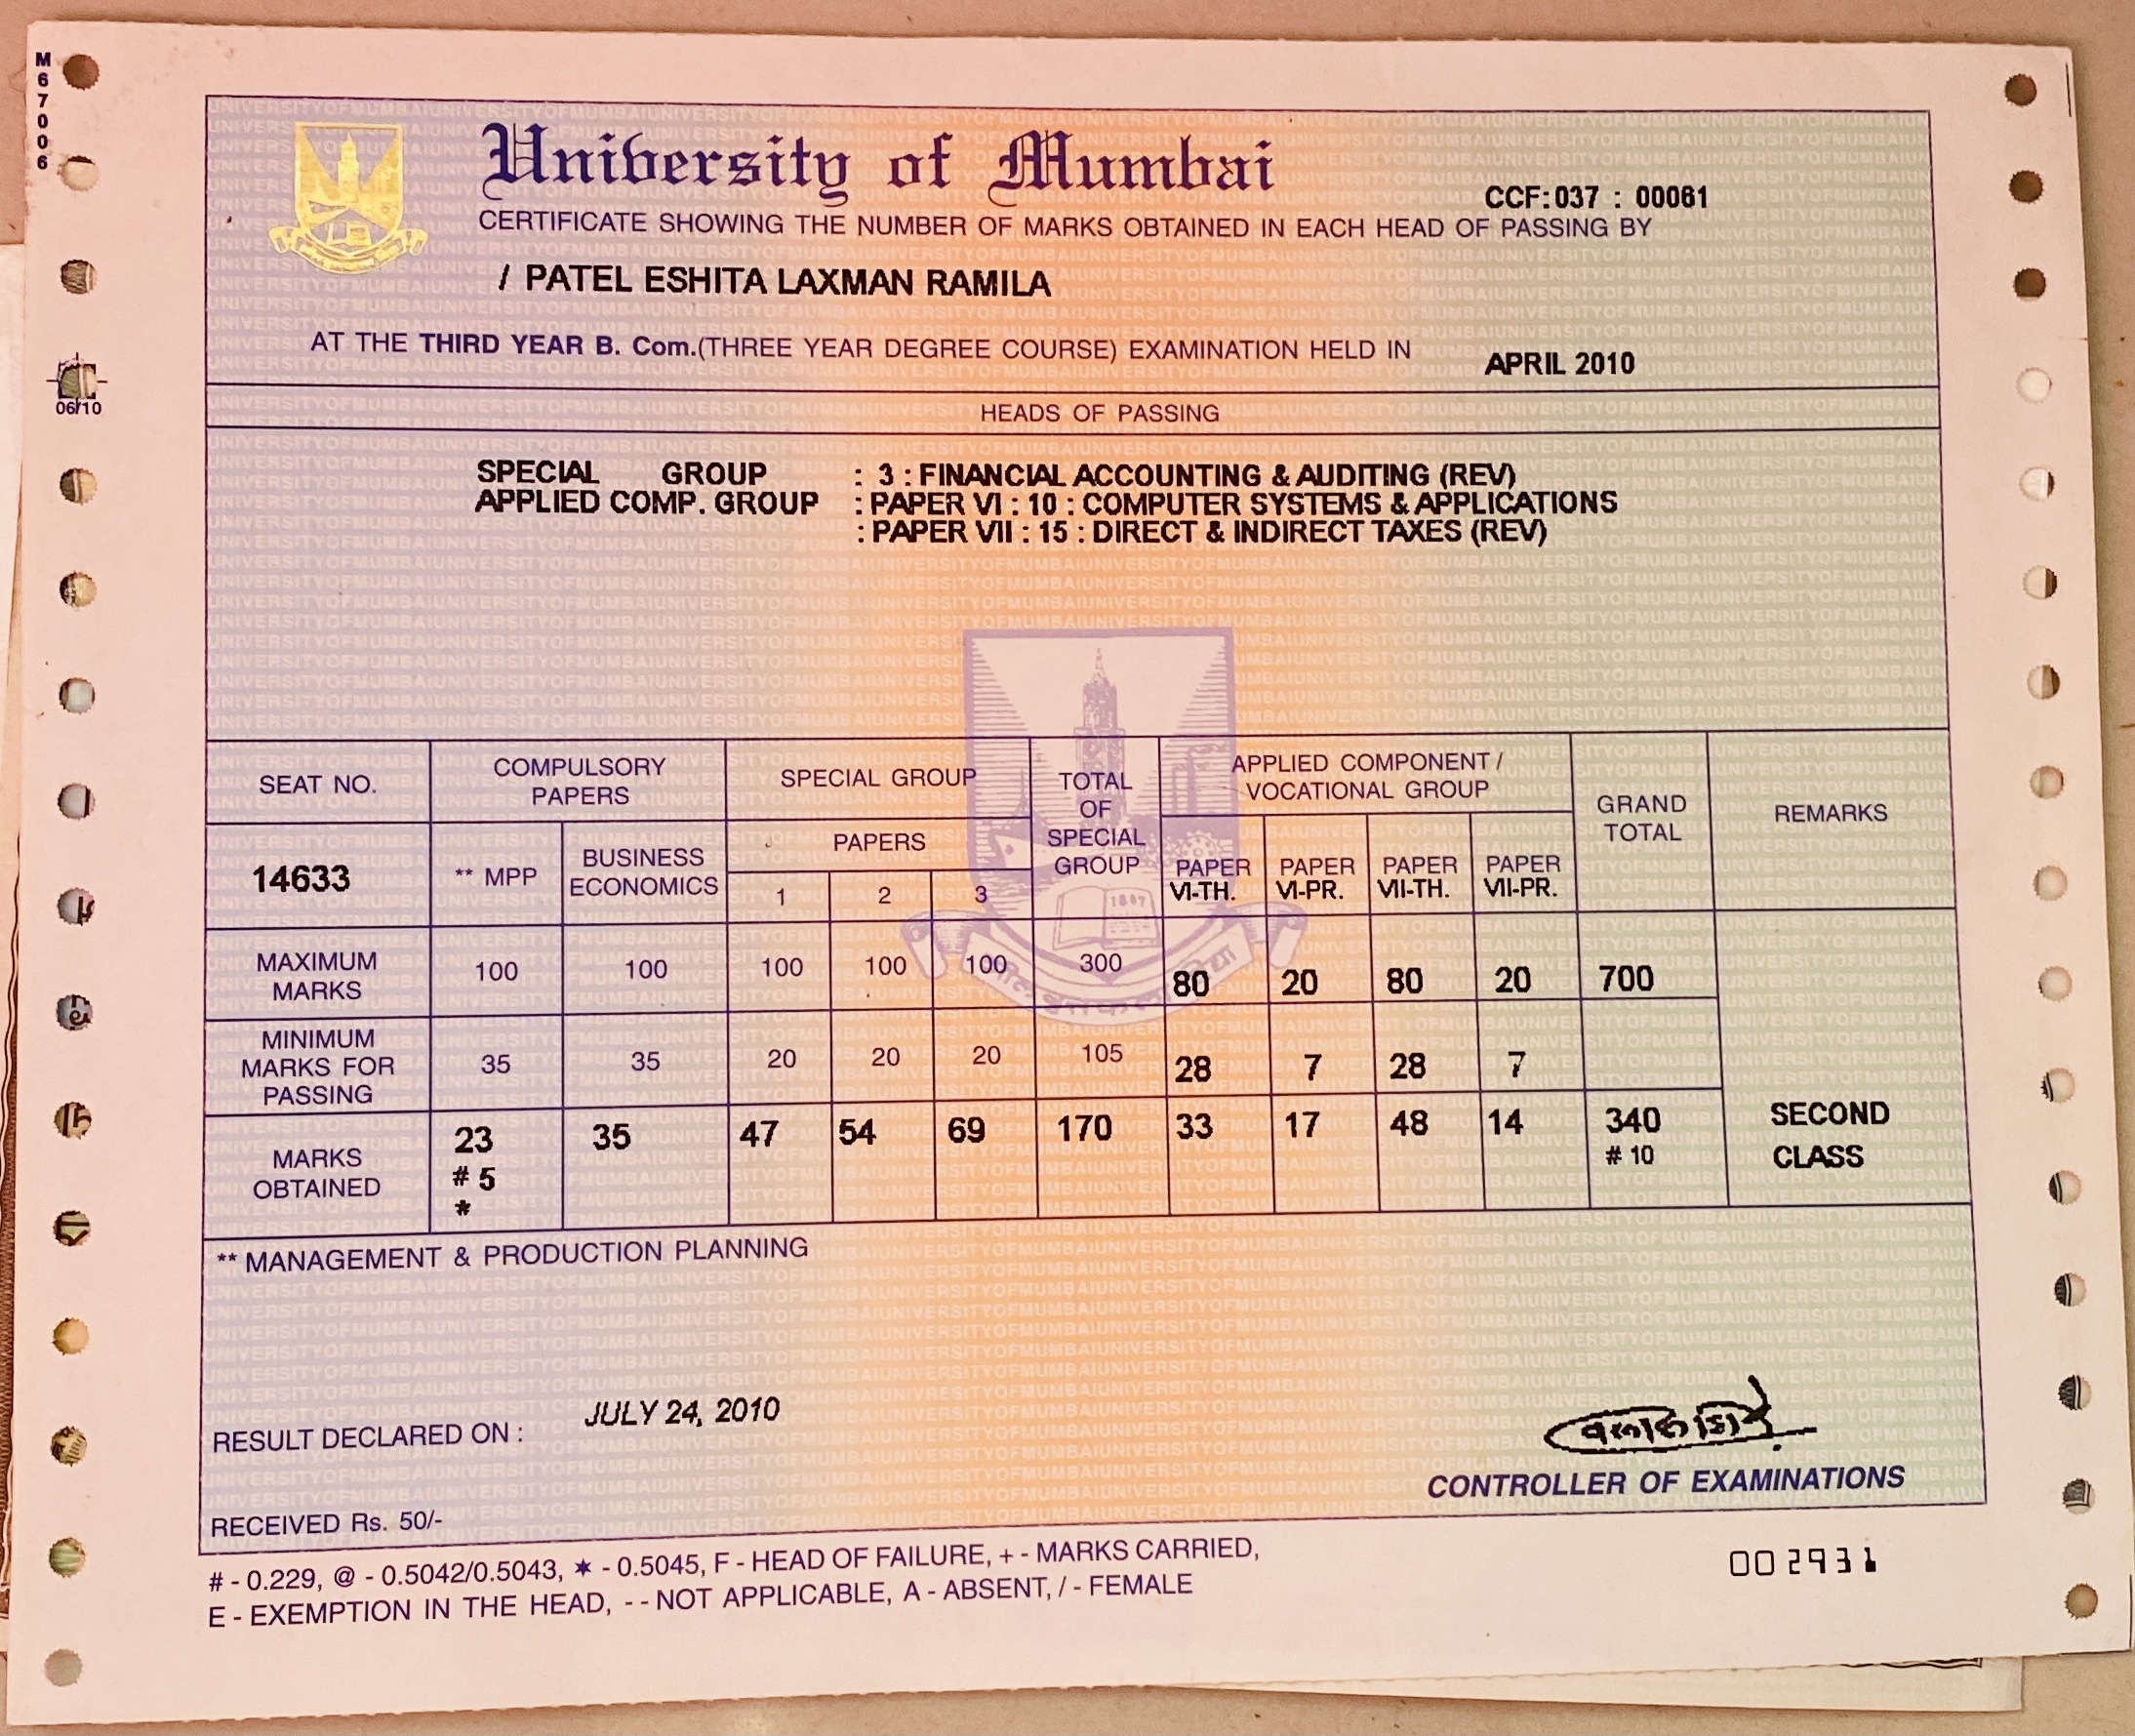 M67006
University of Mumbai
CCF:037 : 00061
CERTIFICATE SHOWING THE NUMBER OF MARKS OBTAINED IN EACH HEAD OF PASSING BY
/ PATEL ESHITA LAXMAN RAMILA
AT THE THIRD YEAR B. Com.(THREE YEAR DEGREE COURSE) EXAMINATION HELD IN APRIL 2010
06/10
HEADS OF PASSING
SPECIAL GROUP : 3 : FINANCIAL ACCOUNTING & AUDITING (REV)
APPLIED COMP. GROUP : PAPER VI : 10 : COMPUTER SYSTEMS & APPLICATIONS
: PAPER VII : 15 : DIRECT & INDIRECT TAXES (REV)
SEAT NO. COMPULSORY PAPERS SPECIAL GROUP TOTAL OF SPECIAL GROUP APPLIED COMPONENT / VOCATIONAL GROUP GRAND TOTAL REMARKS
14633 ** MPP BUSINESS ECONOMICS PAPERS 1 2 3 PAPER VI-TH. PAPER VI-PR. PAPER VII-TH. PAPER VII-PR.
1857
MAXIMUM MARKS 100 100 100 100 100 300 80 20 80 20 700
MINIMUM MARKS FOR PASSING 35 35 20 20 20 105 28 7 28 7
MARKS OBTAINED 23 35 47 54 69 170 33 17 48 14 340 SECOND
# 5 # 10 CLASS
*
** MANAGEMENT & PRODUCTION PLANNING
RESULT DECLARED ON : JULY 24, 2010
CONTROLLER OF EXAMINATIONS
RECEIVED Rs. 50/-
# - 0.229, @ - 0.5042/0.5043, ✶ - 0.5045, F - HEAD OF FAILURE, + - MARKS CARRIED,
E - EXEMPTION IN THE HEAD, - - NOT APPLICABLE, A - ABSENT, / - FEMALE
002931